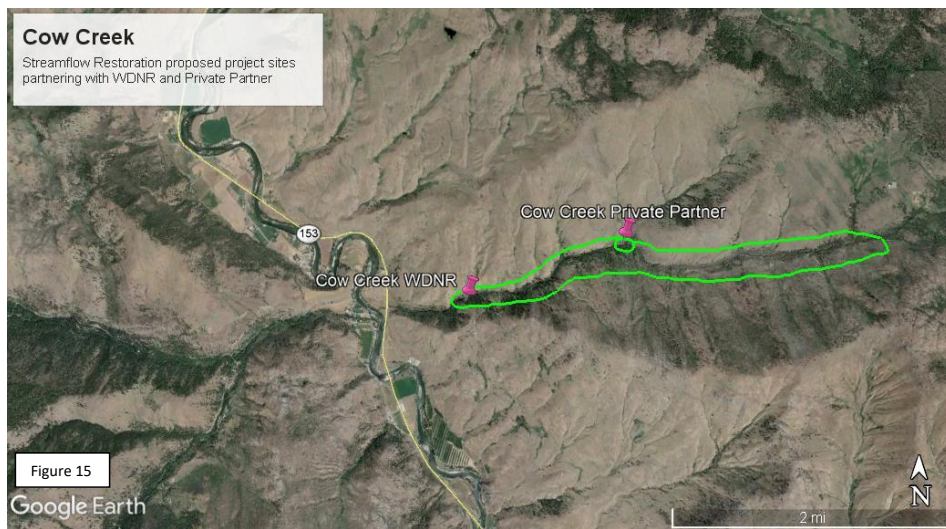 Cow Creek
Streamflow Restoration proposed project sites
partnering with WDNR and Private Partner
Cow Creek Private Partner
153
Cow Creek WDNR
Figure 15
Google Earth
N
2 mi